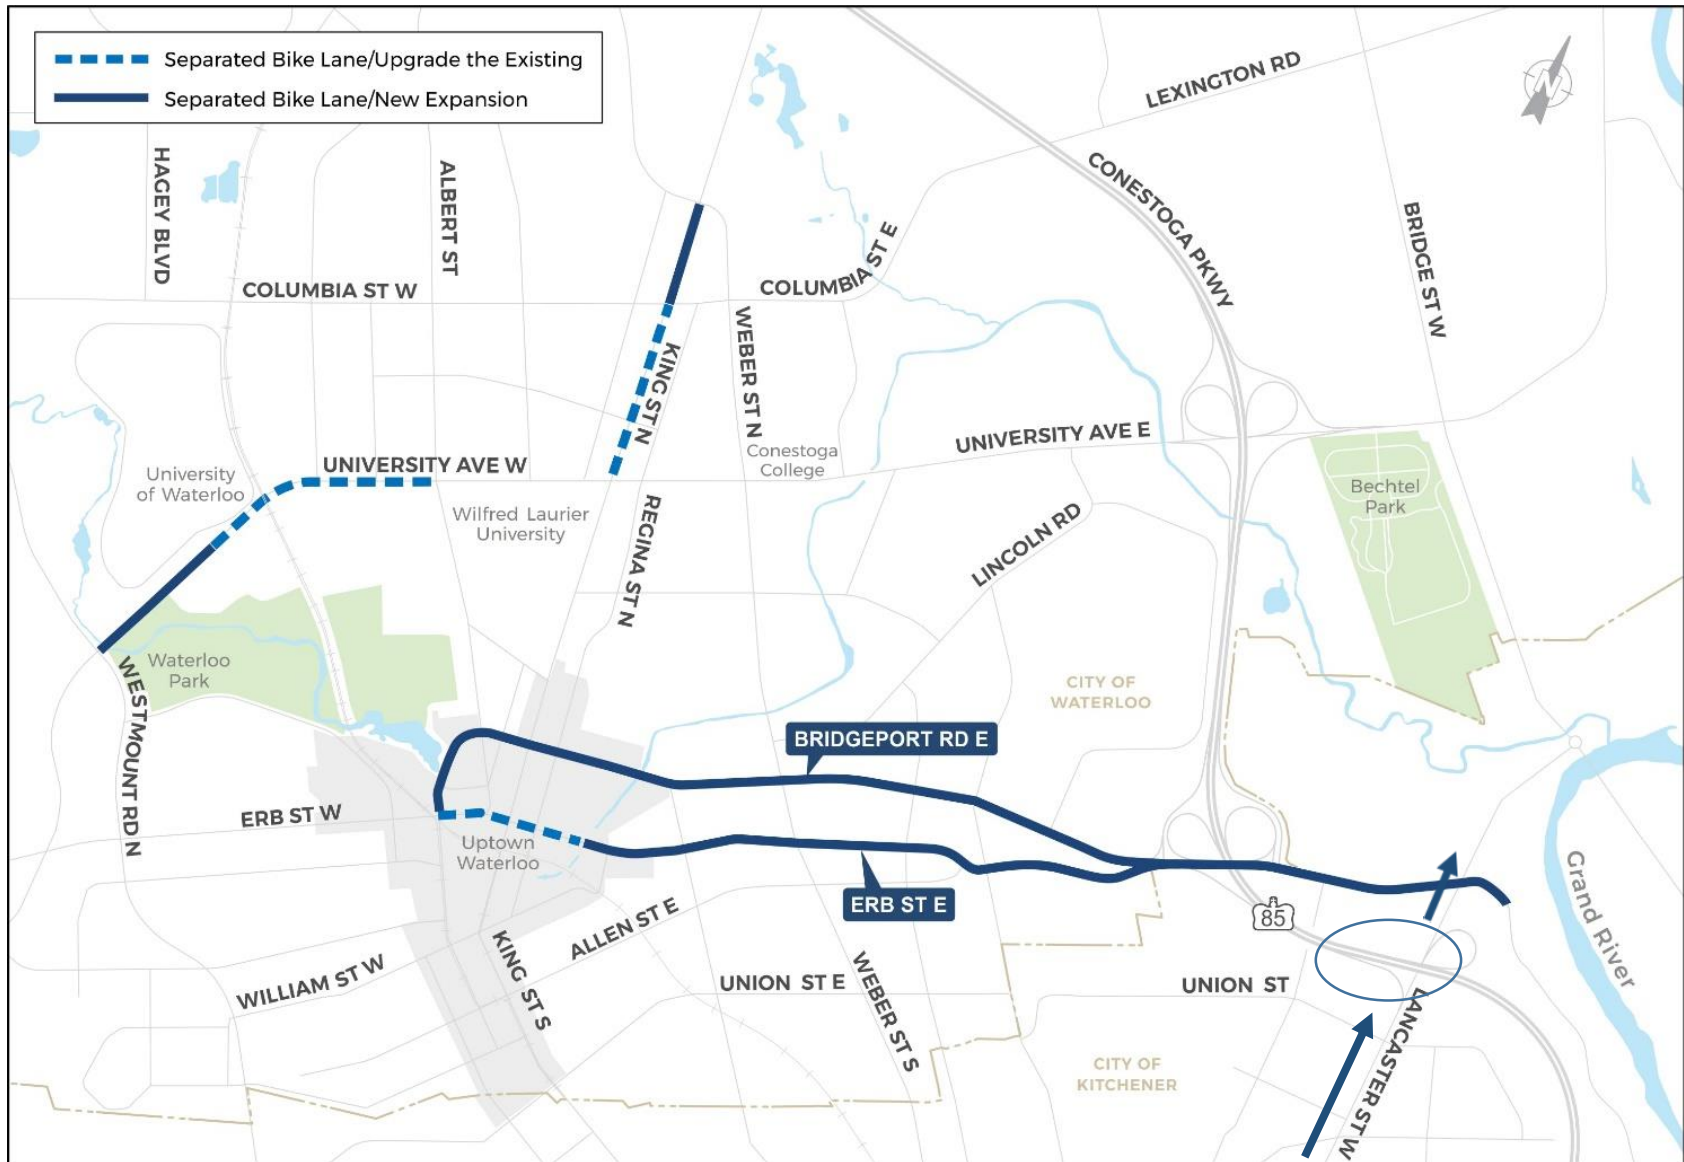 Separated Bike Lane/Upgrade the Existing
Separated Bike Lane/New Expansion
LEXINGTON RD
N
HAGEY BLVD
ALBERT ST
CONESTOGA PKWY
BRIDGE ST W
COLUMBIA ST W
COLUMBIA ST E
KING ST N
WEBER ST N
UNIVERSITY AVE E
Conestoga
College
UNIVERSITY AVE W
University
of Waterloo
Wilfred Laurier
University
REGINA ST N
LINCOLN RD
Bechtel
Park
Waterloo
Park
WESTMOUNT RD N
CITY OF
WATERLOO
BRIDGEPORT RD E
ERB ST W
Uptown
Waterloo
ERB ST E
85
Grand River
ALLEN ST E
KING ST S
WILLIAM ST W
UNION ST E
WEBER ST S
UNION ST
LANCASTER ST W
CITY OF
KITCHENER